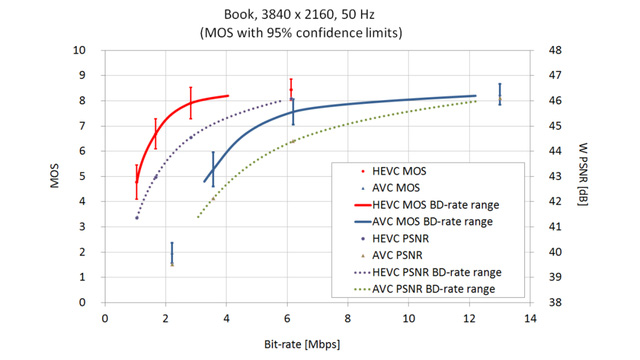 Book, 3840 x 2160, 50 Hz
(MOS with 95% confidence limits)
10
9
8
7
6
5
4
3
2
1
0
MOS
48
47
46
45
44
43
42
41
40
39
38
W PSNR [dB]
HEVC MOS
AVC MOS
HEVC MOS BD-rate range
AVC MOS BD-rate range
HEVC PSNR
AVC PSNR
HEVC PSNR BD-rate range
AVC PSNR BD-rate range
0 2 4 6 8 10 12 14
Bit-rate [Mbps]